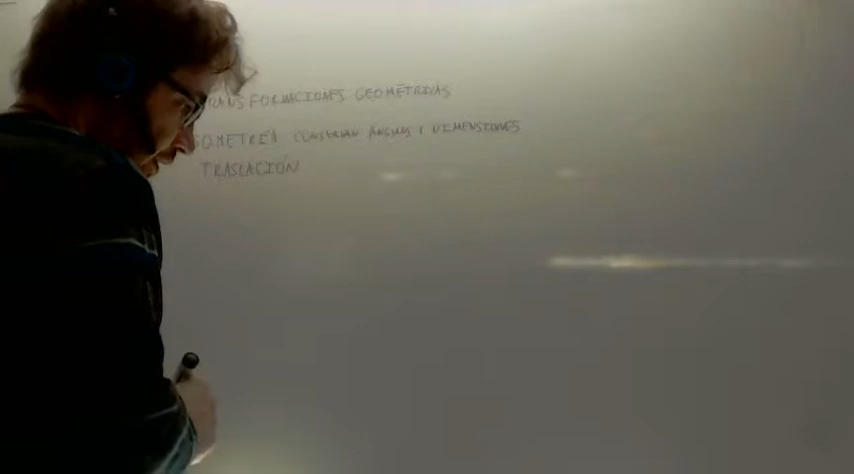 TRANSFORMACIONES GEOMÉTRICAS
ISOMETRÍA CONSERVAN ÁNGULOS Y DIMENSIONES
TRASLACIÓN